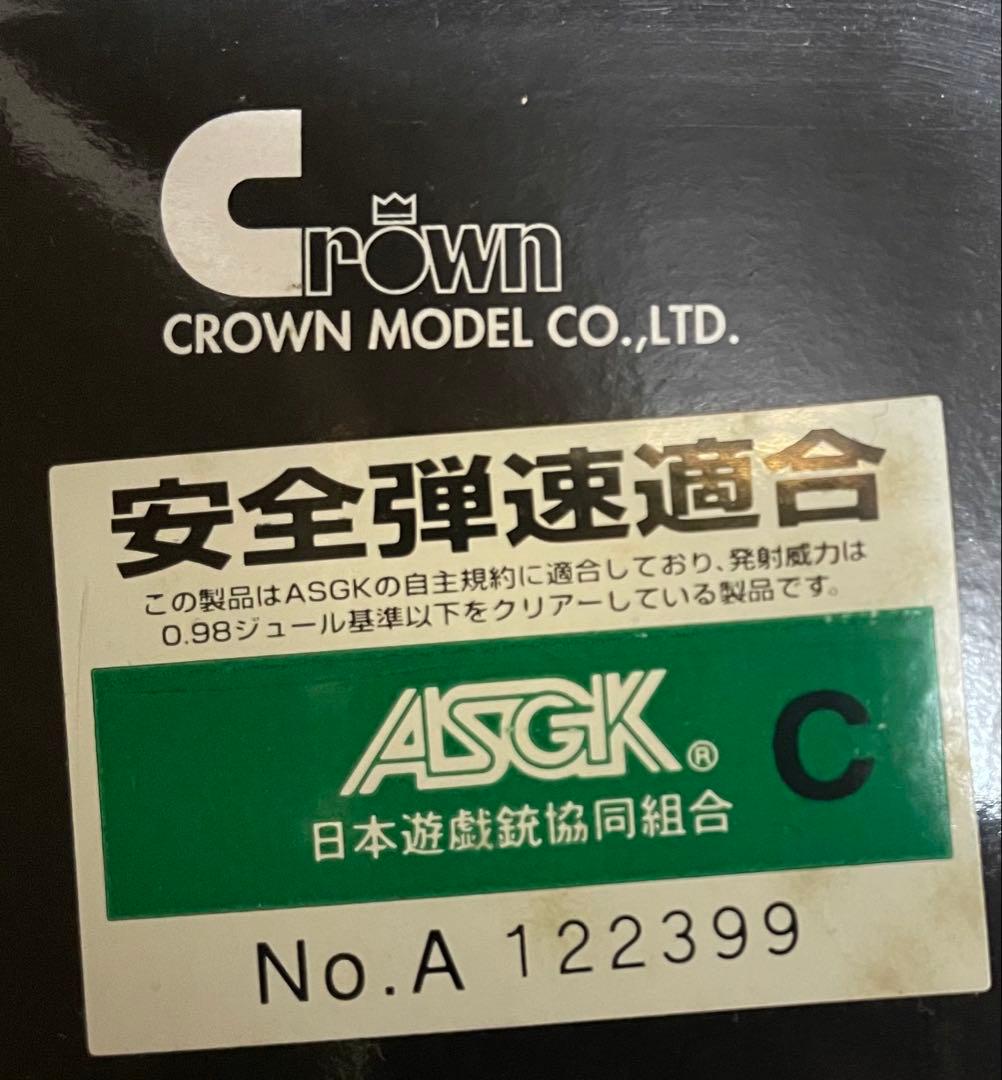 Crown
CROWN MODEL CO.,LTD.
安全弾速適合
この製品はASGKの自主規約に適合しており、発射威力は
0.98ジュール基準以下をクリアーしている製品です。
ASGK® C
日本遊戯銃協同組合
No.A 122399